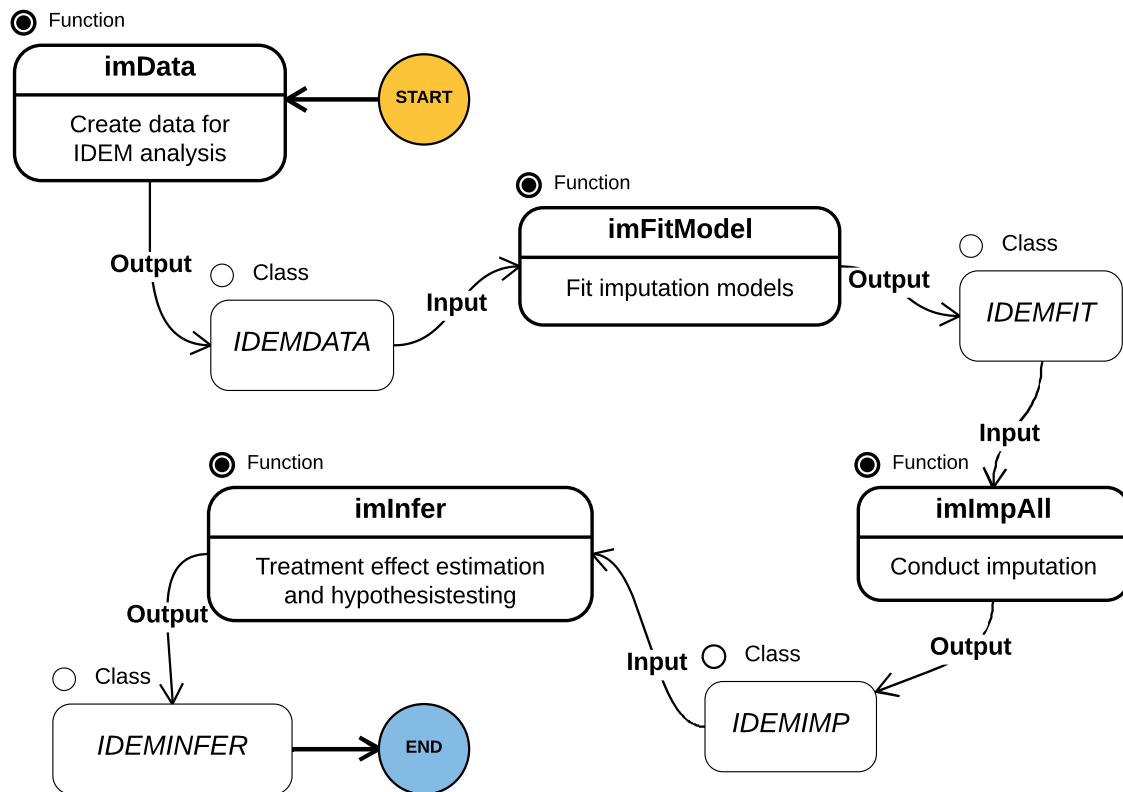 Function
imData
Create data for
IDEM analysis
START
Output
Class
IDEMDATA
Input
Function
imFitModel
Fit imputation models
Output
Class
IDEMFIT
Input
Function
imImpAll
Conduct imputation
Output
Class
IDEMIMP
Input
Function
imInfer
Treatment effect estimation
and hypothesistesting
Output
Class
IDEMINFER
END